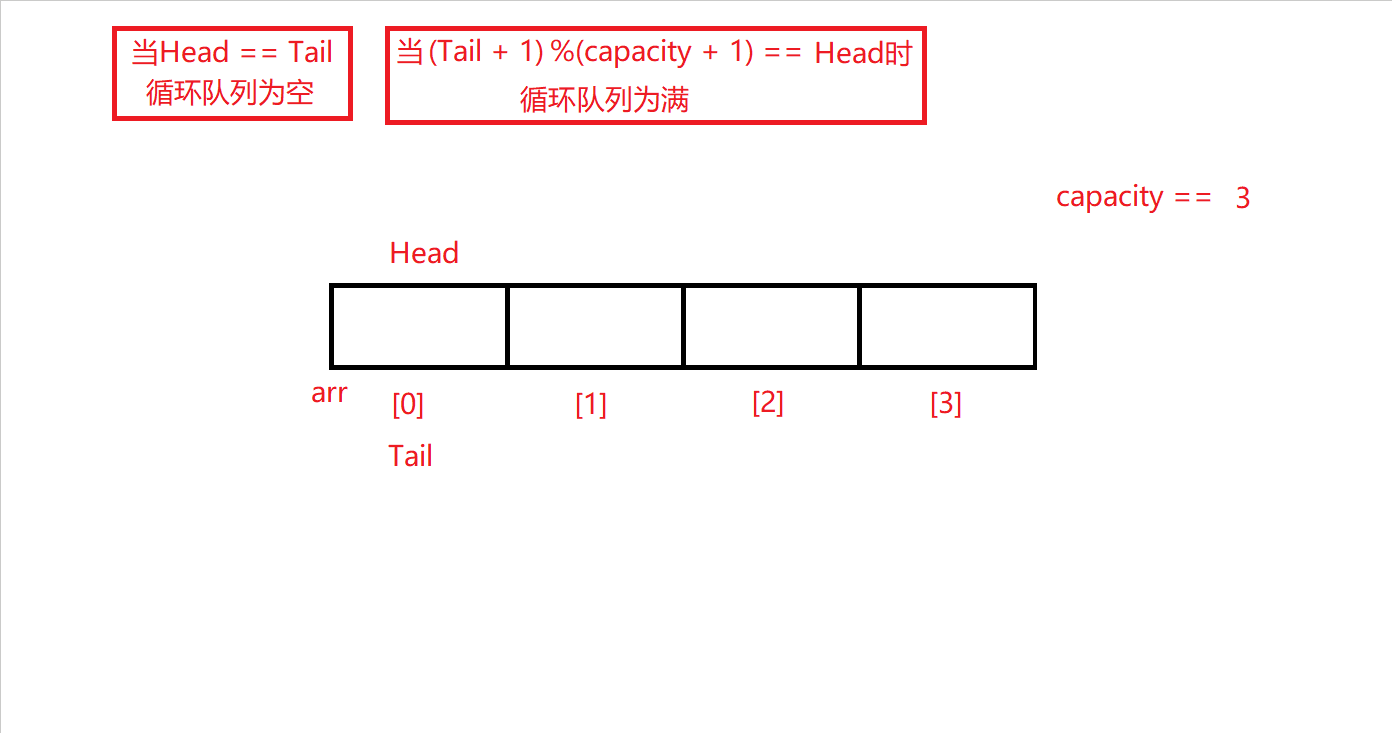 当Head == Tail
循环队列为空
当(Tail + 1)%(capacity + 1) == Head时
循环队列为满
capacity == 3
Head
arr
[0] [1] [2] [3]
Tail